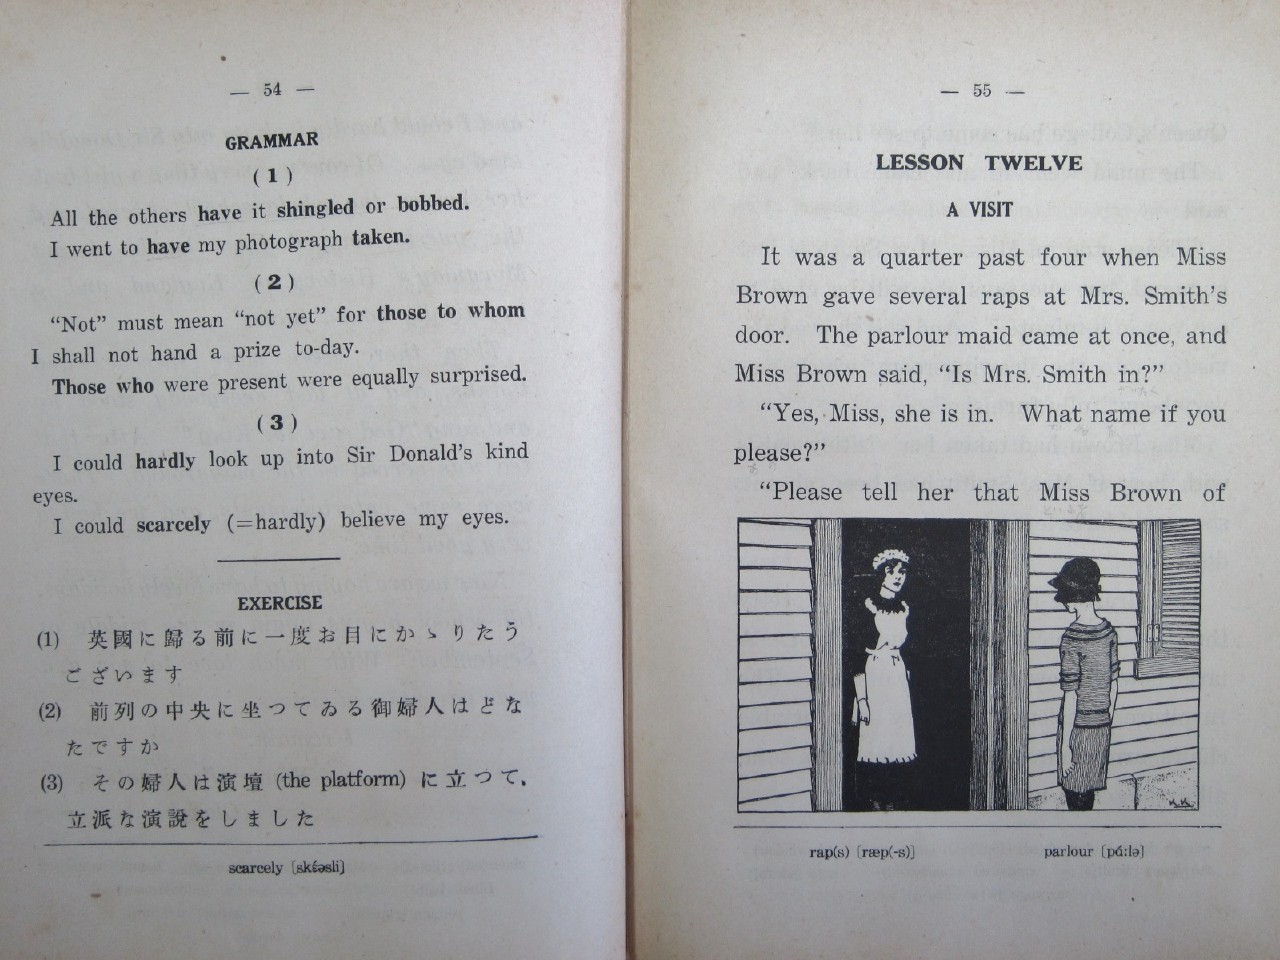 — 54 —
GRAMMAR
(1)
All the others have it shingled or bobbed.
I went to have my photograph taken.
(2)
“Not” must mean “not yet” for those to whom
I shall not hand a prize to-day.
Those who were present were equally surprised.
(3)
I could hardly look up into Sir Donald’s kind
eyes.
I could scarcely (=hardly) believe my eyes.
EXERCISE
(1) 英國に歸る前に一度お目にかゝりたう
ございます
(2) 前列の中央に坐つてゐる御婦人はどな
たですか
(3) その婦人は演壇 (the platform) に立つて、
立派な演說をしました
scarcely [skɛ́əsli]
— 55 —
LESSON TWELVE
A VISIT
It was a quarter past four when Miss
Brown gave several raps at Mrs. Smith’s
door. The parlour maid came at once, and
Miss Brown said, “Is Mrs. Smith in?”
“Yes, Miss, she is in. What name if you
please?”
“Please tell her that Miss Brown of
K.K.
rap(s) [ræp(-s)] parlour [pɑ́:lə]